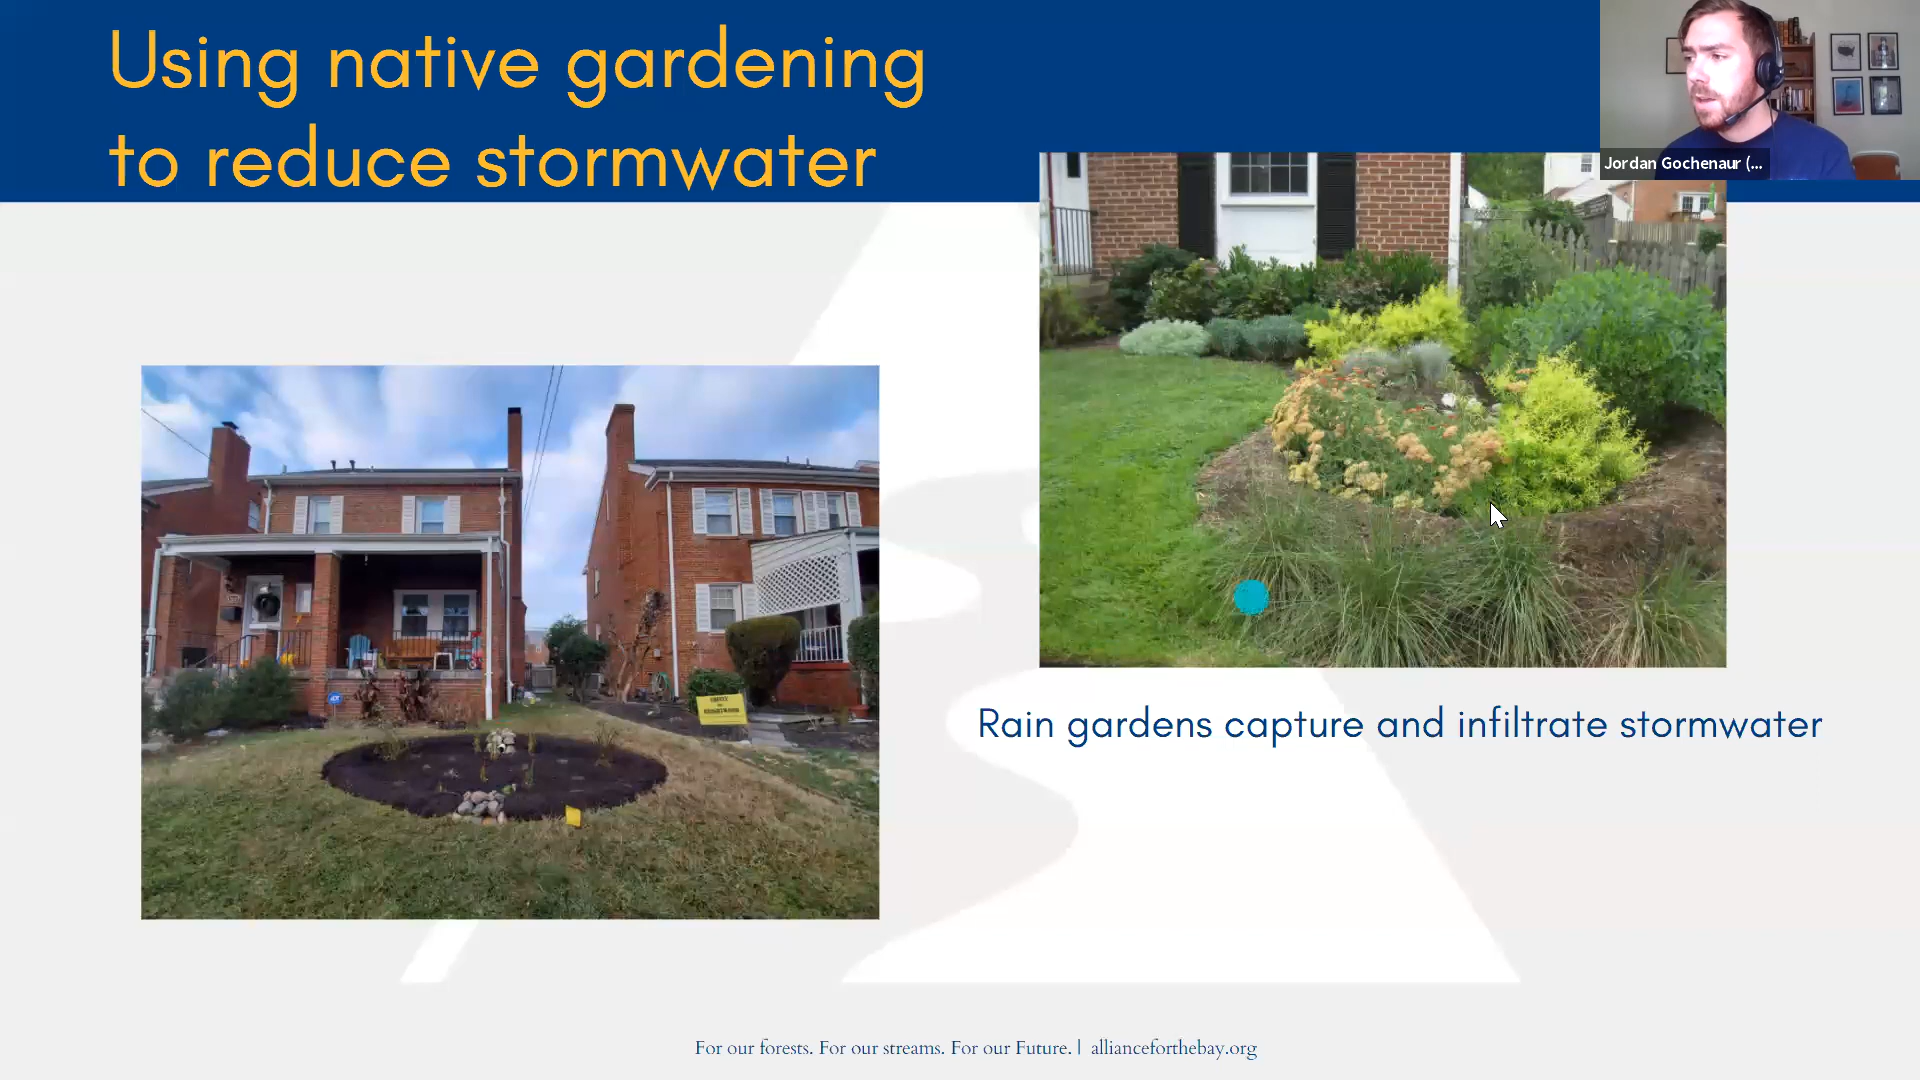 Using native gardening
to reduce stormwater
Jordan Gochenaur (...
Rain gardens capture and infiltrate stormwater
For our forests. For our streams. For our Future. | allianceforthebay.org